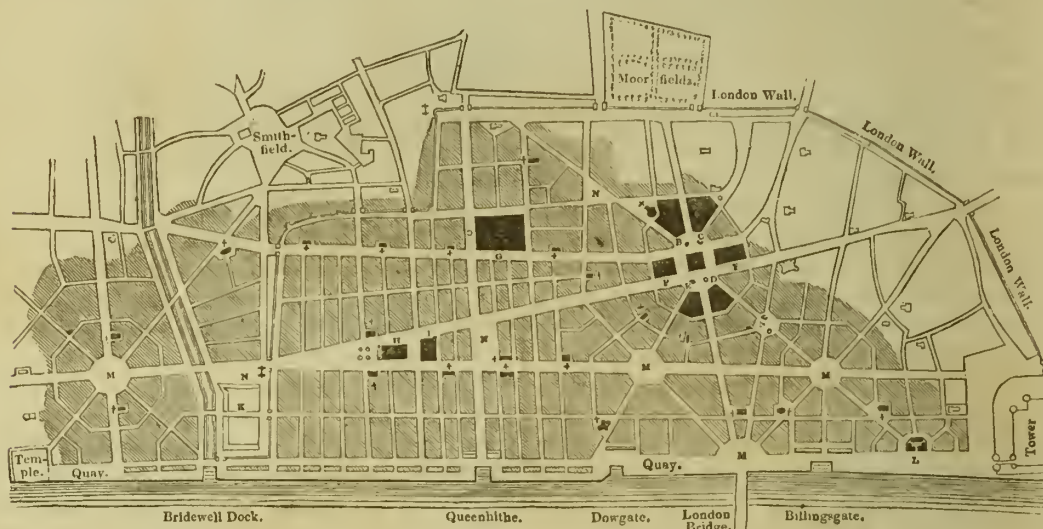 Moor fields.
London Wall.
London Wall.
Smith-
field.
N
B
C
G
F
F
E
D
H
I
N
M
N
M
M
K
Tem-
ple.
Quay.
Quay.
M
L
Tower
London Wall.
Bridewell Dock.
Queenhithe.
Dowgate.
London
Bridge.
Billingsgate.